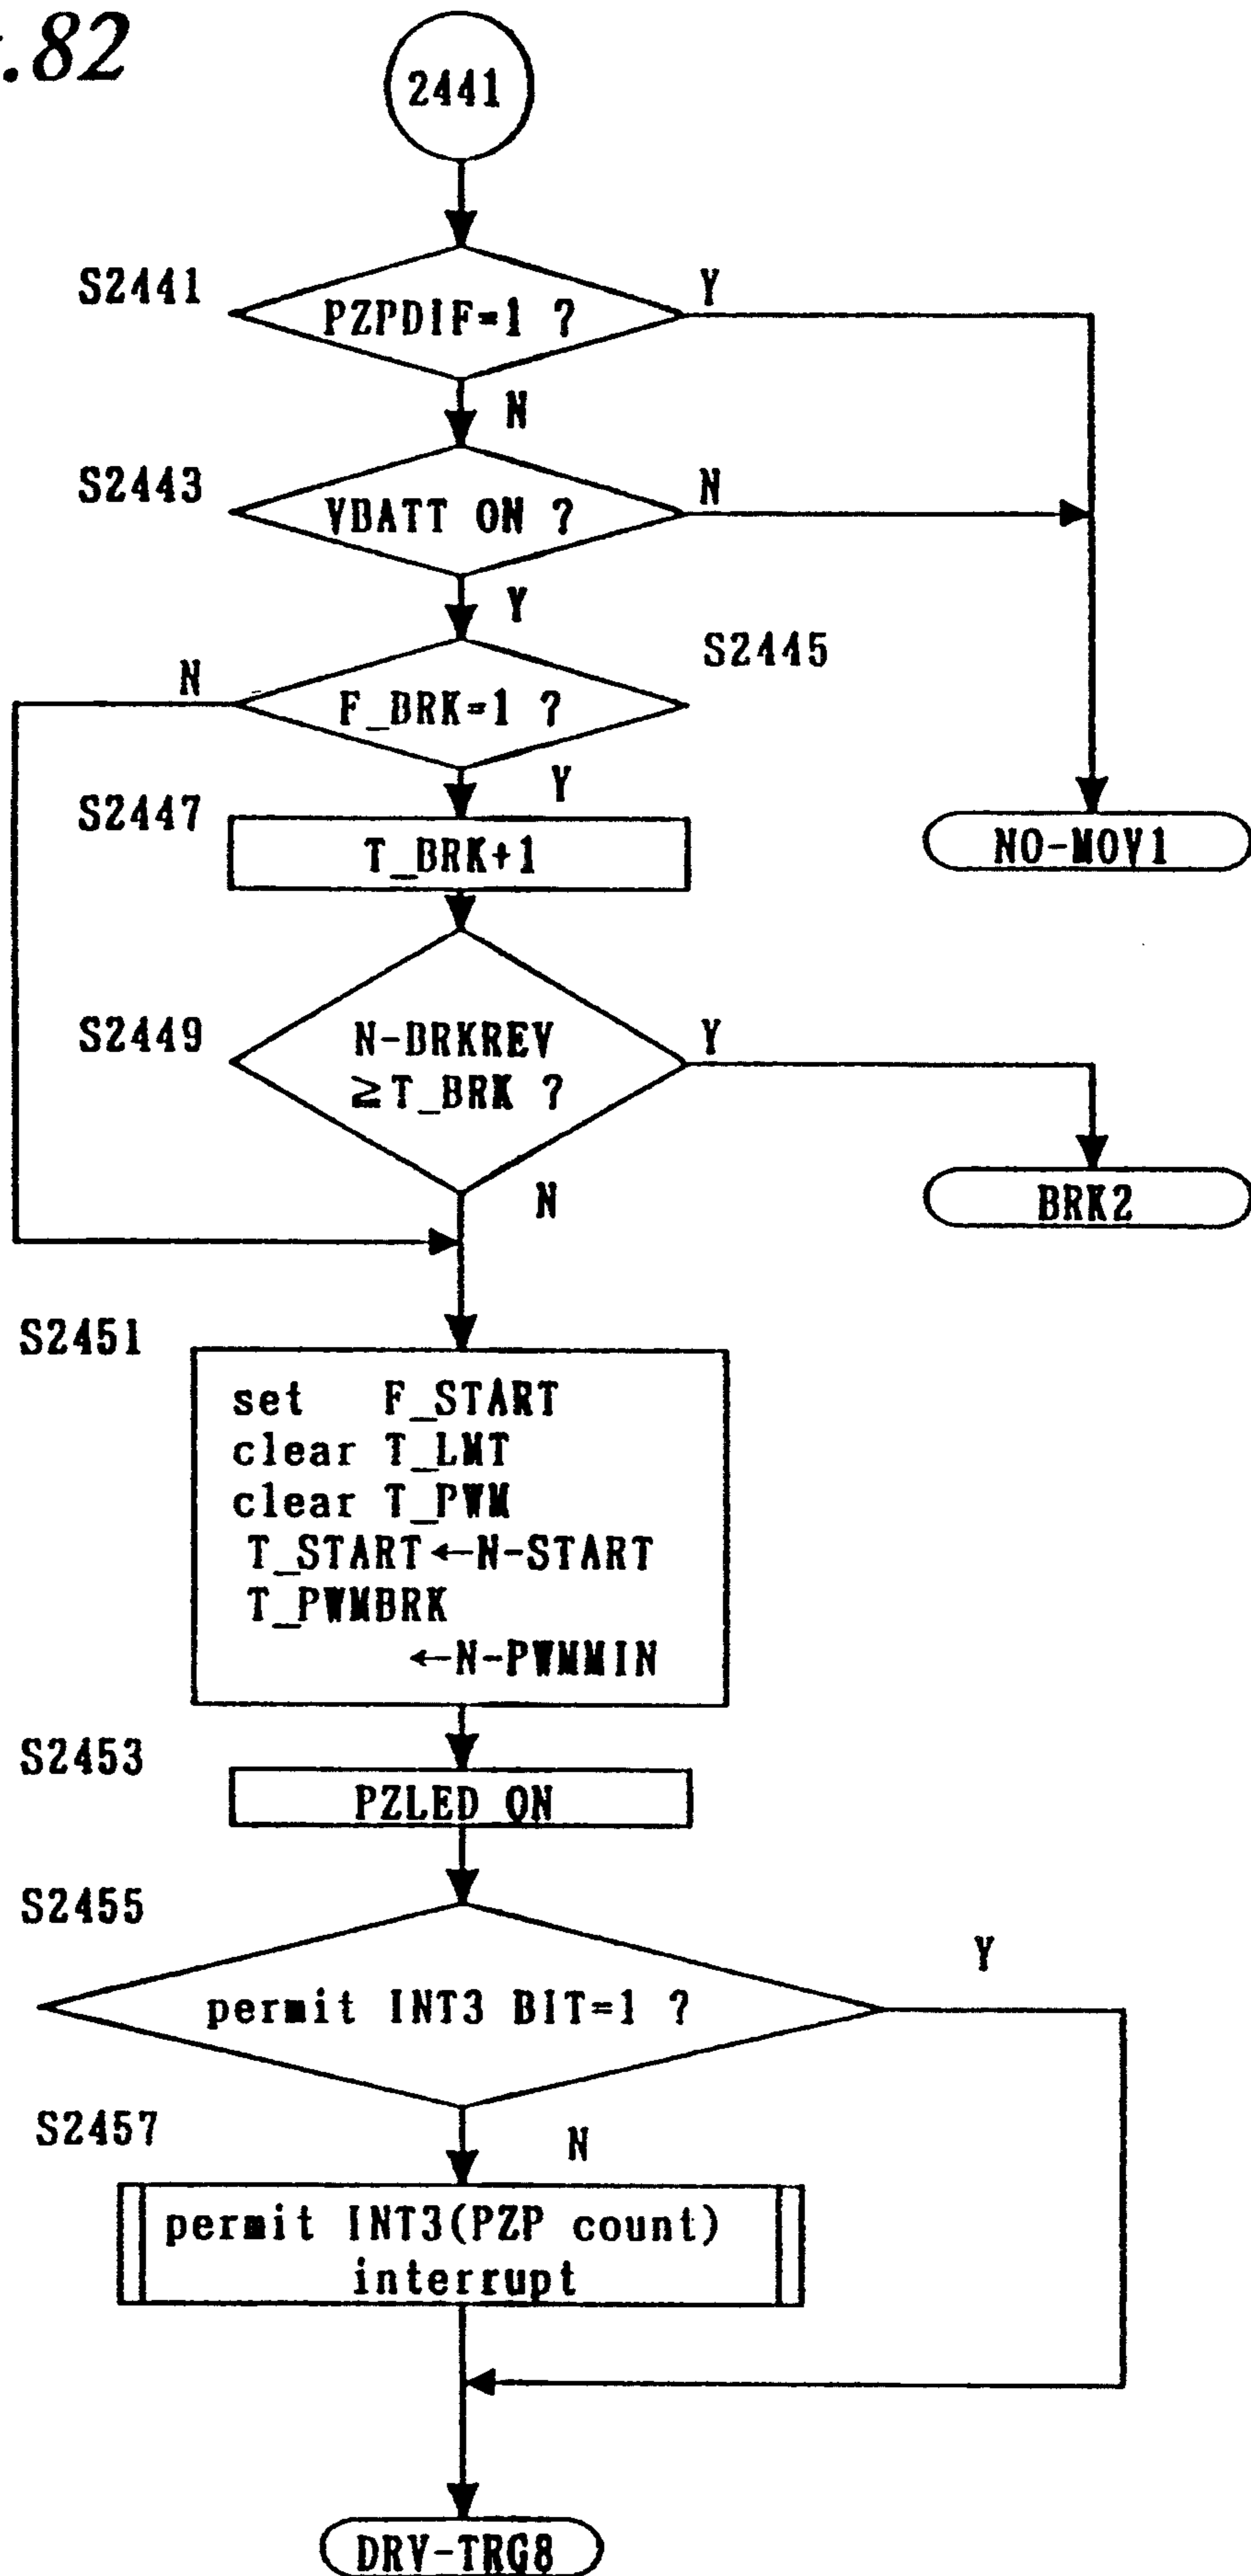 .82
2441
S2441
PZPDIF=1 ?
Y
N
S2443
VBATT ON ?
N
Y
S2445
N
F_BRK=1 ?
Y
S2447
T_BRK+1
NO-MOV1
S2449
N-BRKREV
≧T_BRK ?
Y
N
BRK2
S2451
set F_START
clear T_LMT
clear T_PWM
T_START←N-START
T_PWMBRK
←N-PWMMIN
S2453
PZLED ON
S2455
permit INT3 BIT=1 ?
Y
S2457
N
permit INT3(PZP count)
interrupt
DRV-TRG8